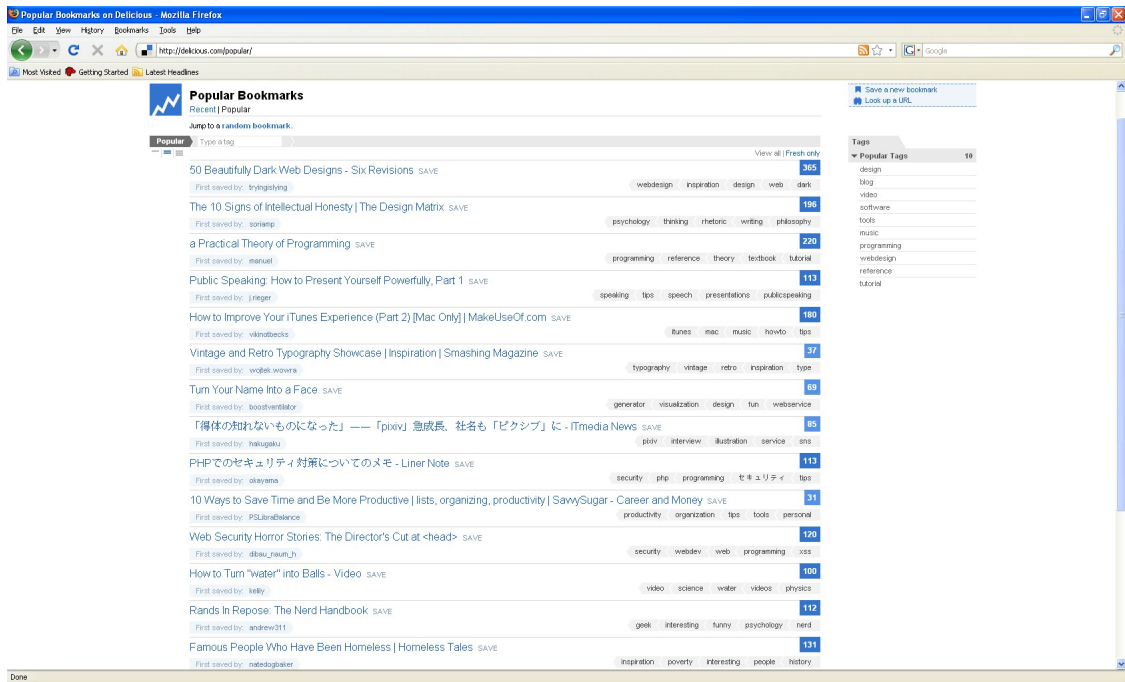 Popular Bookmarks on Delicious - Mozilla Firefox
File Edit View History Bookmarks Tools Help
http://delicious.com/popular/
Google
Most Visited Getting Started Latest Headlines
Popular Bookmarks
Recent | Popular
Jump to a random bookmark.
Save a new bookmark
Look up a URL
Popular Type a tag
View all | Fresh only
50 Beautifully Dark Web Designs - Six Revisions SAVE 365
First saved by: tryingislying webdesign inspiration design web dark
The 10 Signs of Intellectual Honesty | The Design Matrix SAVE 196
First saved by: soriamp psychology thinking rhetoric writing philosophy
a Practical Theory of Programming SAVE 220
First saved by: manuel programming reference theory textbook tutorial
Public Speaking: How to Present Yourself Powerfully, Part 1 SAVE 113
First saved by: j.rieger speaking tips speech presentations publicspeaking
How to Improve Your iTunes Experience (Part 2) [Mac Only] | MakeUseOf.com SAVE 180
First saved by: vikinotbecks itunes mac music howto tips
Vintage and Retro Typography Showcase | Inspiration | Smashing Magazine SAVE 37
First saved by: wojtek.wowra typography vintage retro inspiration type
Turn Your Name Into a Face SAVE 69
First saved by: boostventilator generator visualization design fun webservice
「得体の知れないものになった」 ――「pixiv」急成長、社名も「ピクシブ」に - ITmedia News SAVE 85
First saved by: hakugaku pixiv interview illustration service sns
PHPでのセキュリティ対策についてのメモ - Liner Note SAVE 113
First saved by: okayama security php programming セキュリティ tips
10 Ways to Save Time and Be More Productive | lists, organizing, productivity | SavvySugar - Career and Money SAVE 31
First saved by: PSLibraBalance productivity organization tips tools personal
Web Security Horror Stories: The Director's Cut at <head> SAVE 120
First saved by: dibau_naum_h security webdev web programming xss
How to Turn "water" into Balls - Video SAVE 100
First saved by: kellly video science water videos physics
Rands In Repose: The Nerd Handbook SAVE 112
First saved by: andrew311 geek interesting funny psychology nerd
Famous People Who Have Been Homeless | Homeless Tales SAVE 131
First saved by: natedogbaker inspiration poverty interesting people history
Tags
Popular Tags 10
design
blog
video
software
tools
music
programming
webdesign
reference
tutorial
Done